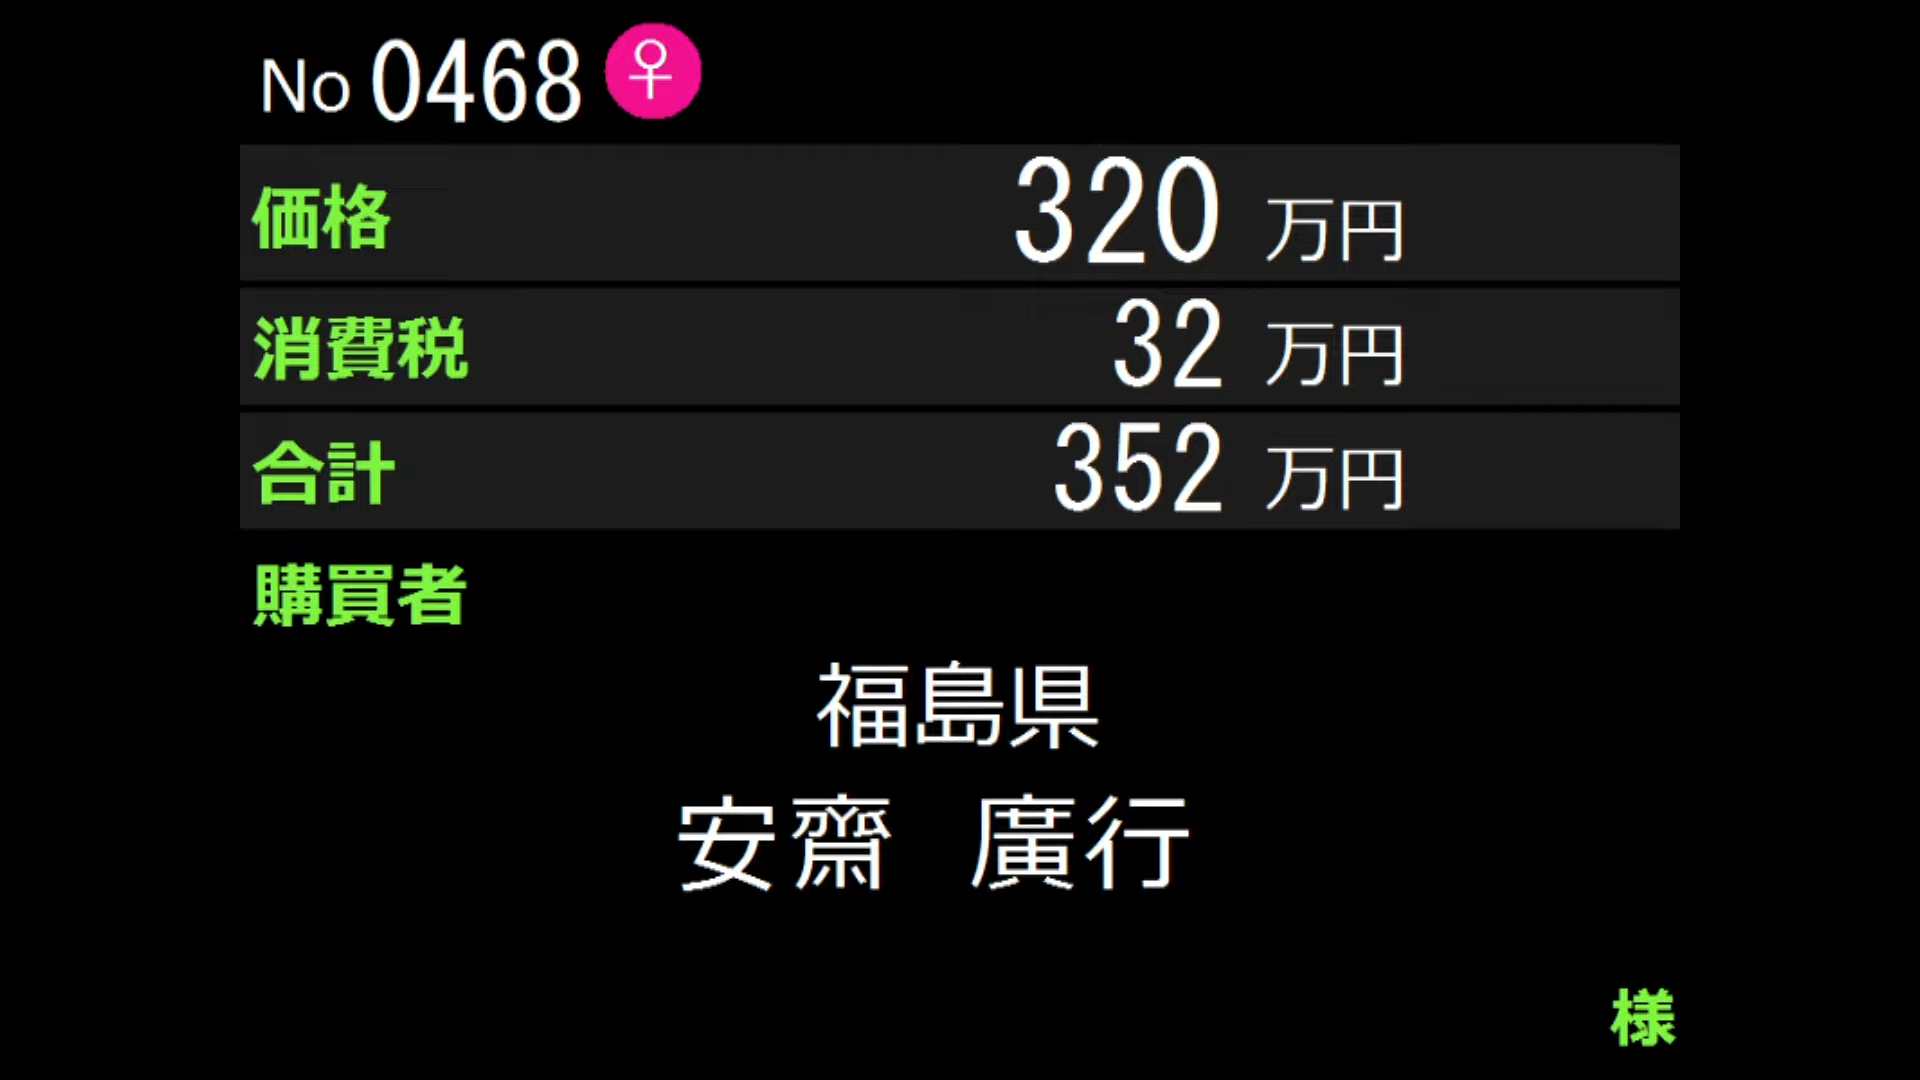 No 0468 ♀
価格 320 万円
消費税 32 万円
合計 352 万円
購買者
福島県
安齋 廣行
様